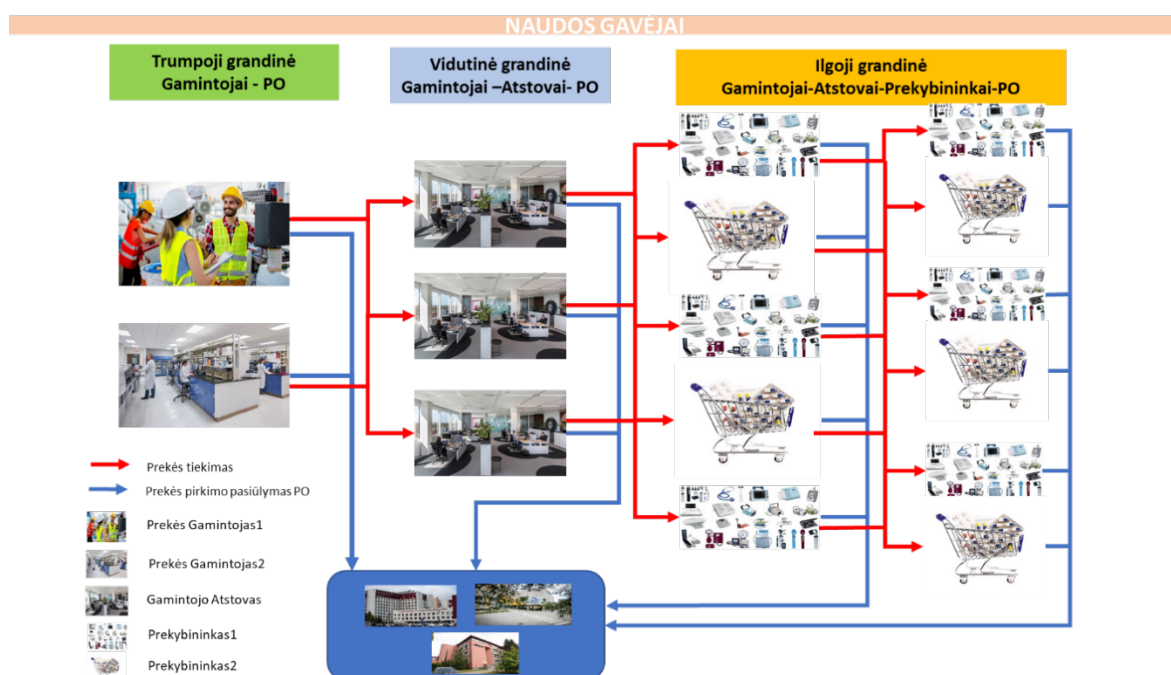 NAUDOS GAVĖJAI
Trumpoji grandinė
Gamintojai - PO
Vidutinė grandinė
Gamintojai –Atstovai- PO
Ilgoji grandinė
Gamintojai-Atstovai-Prekybininkai-PO
Prekės tiekimas
Prekės pirkimo pasiūlymas PO
Prekės Gamintojas1
Prekės Gamintojas2
Gamintojo Atstovas
Prekybininkas1
Prekybininkas2